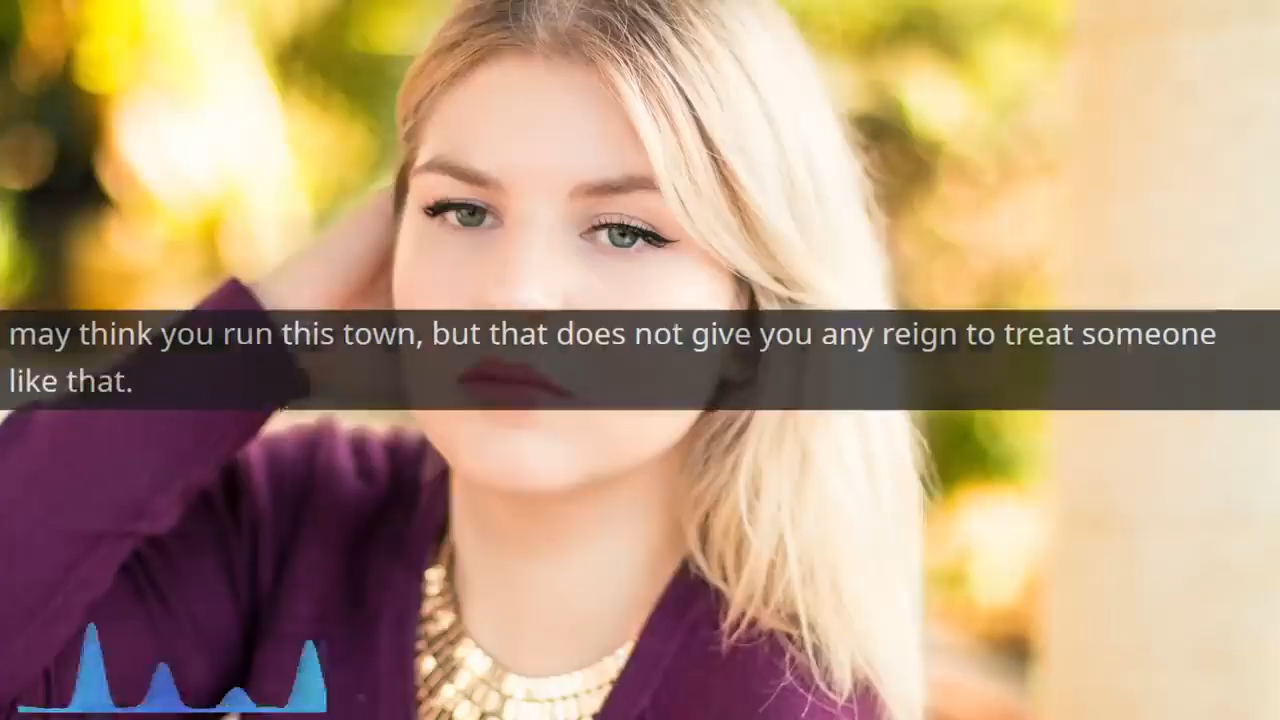 may think you run this town, but that does not give you any reign to treat someone
like that.